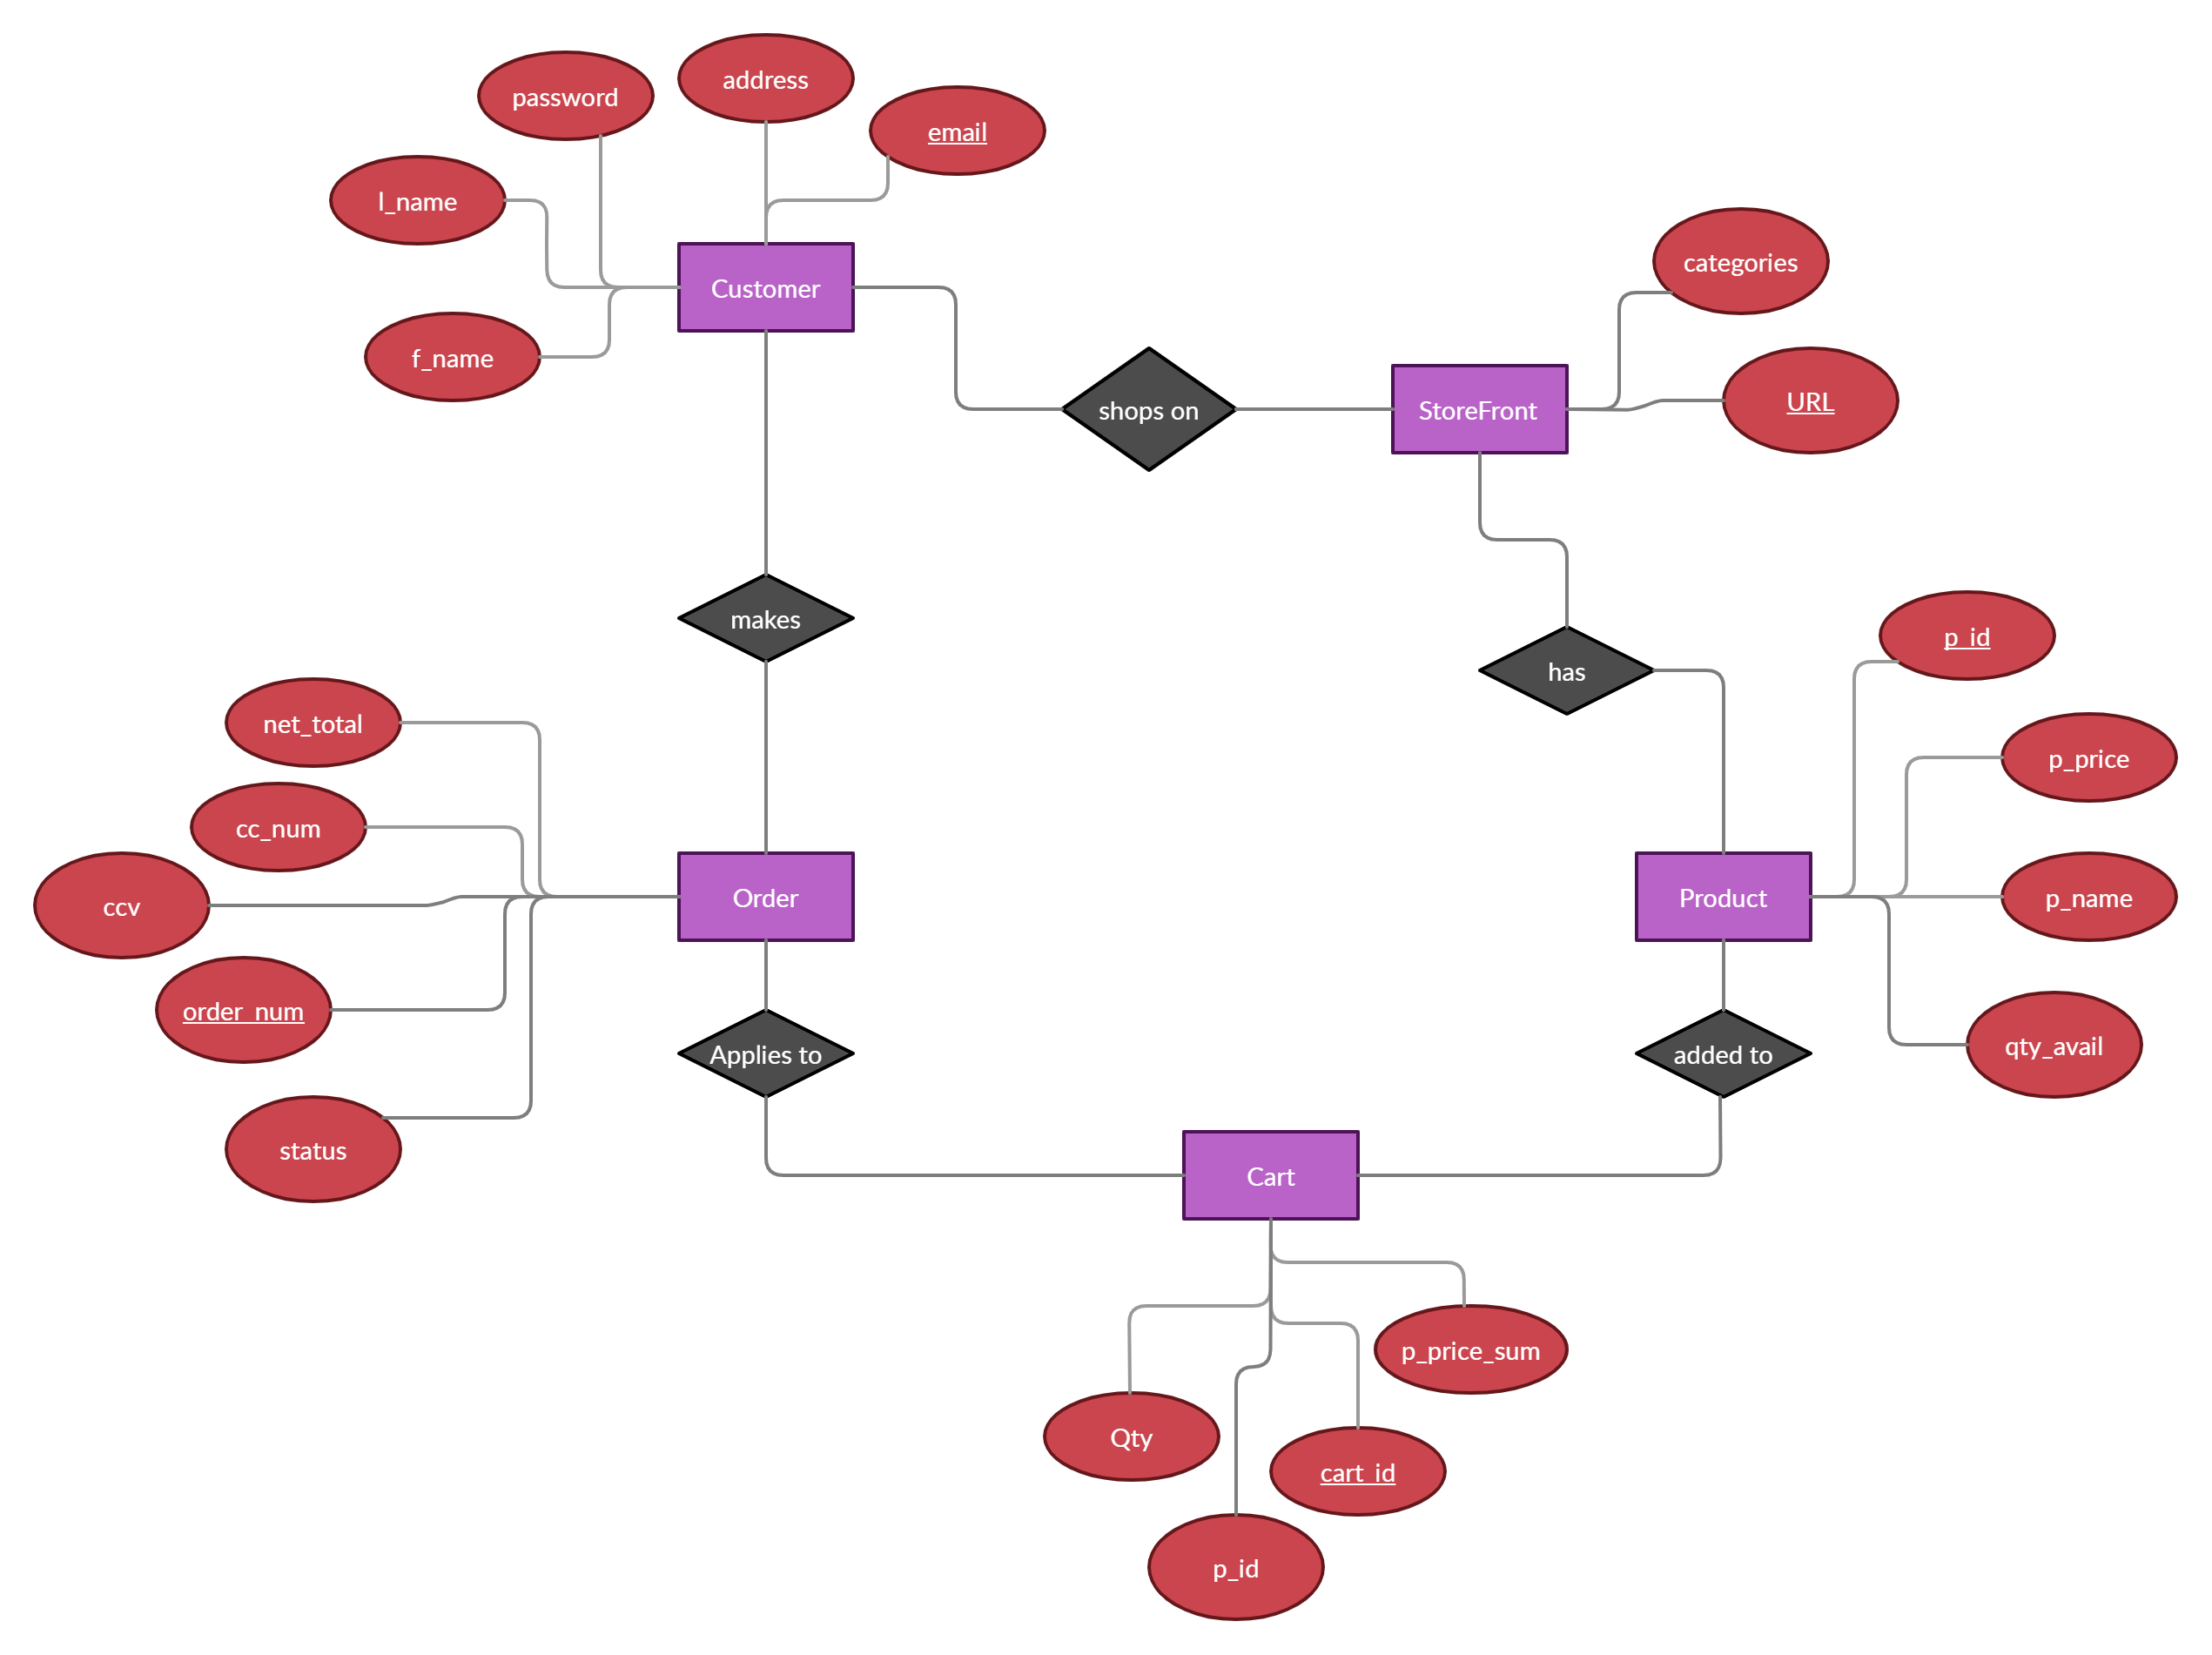 address
password
email
l_name
categories
Customer
f_name
URL
shops on
StoreFront
makes
p_id
has
net_total
p_price
cc_num
ccv
Order
Product
p_name
order_num
Applies to
added to
qty_avail
status
Cart
p_price_sum
Qty
cart_id
p_id